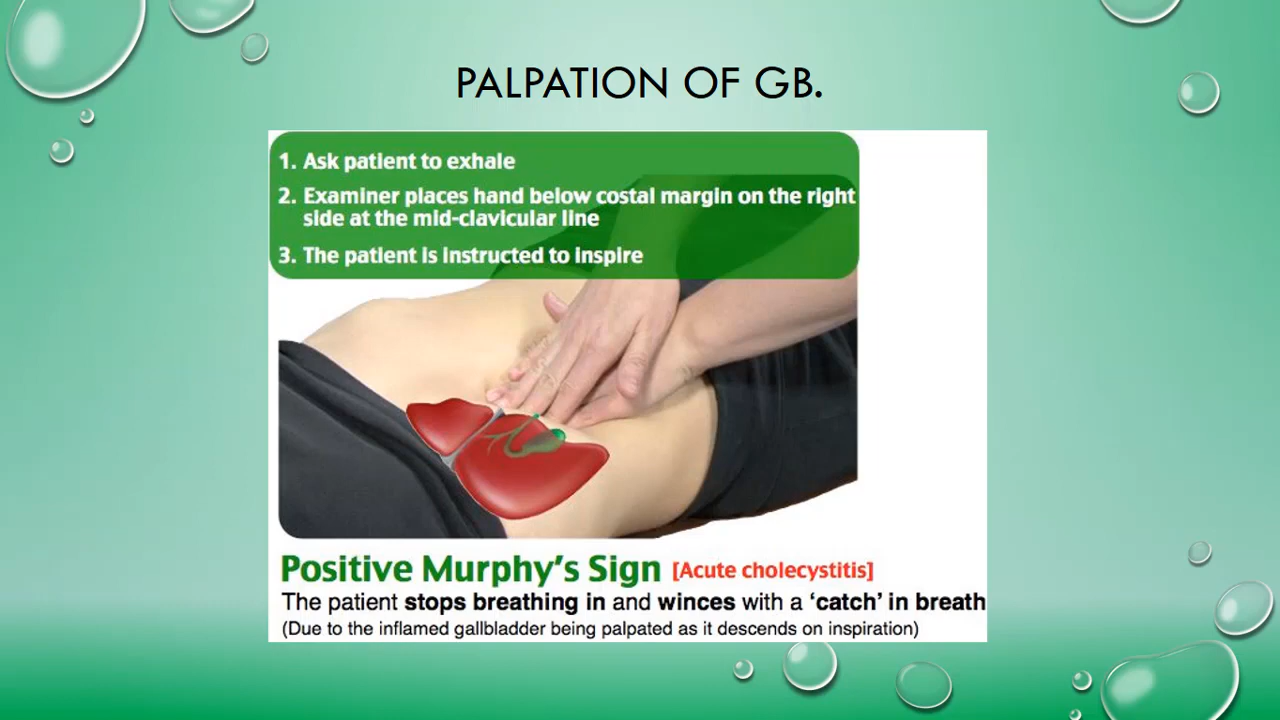 PALPATION OF GB.
1. Ask patient to exhale
2. Examiner places hand below costal margin on the right
side at the mid-clavicular line
3. The patient is instructed to inspire
Positive Murphy's Sign [Acute cholecystitis]
The patient stops breathing in and winces with a ‘catch’ in breath
(Due to the inflamed gallbladder being palpated as it descends on inspiration)